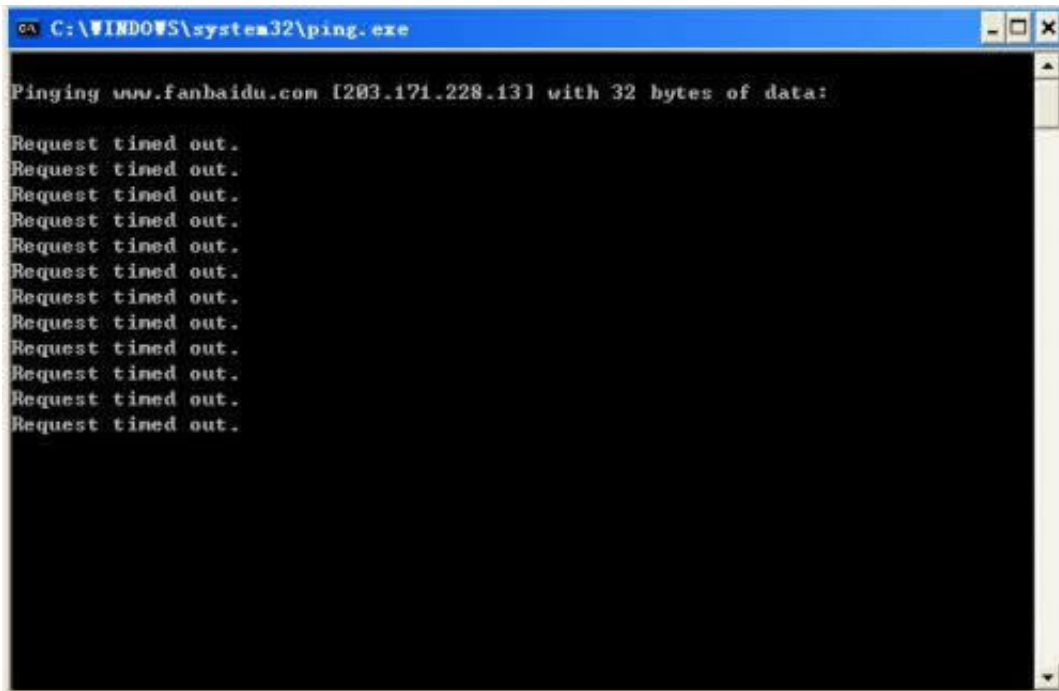 C:\WINDOWS\system32\ping.exe
Pinging www.fanbaidu.com [203.171.228.13] with 32 bytes of data:
Request timed out.
Request timed out.
Request timed out.
Request timed out.
Request timed out.
Request timed out.
Request timed out.
Request timed out.
Request timed out.
Request timed out.
Request timed out.
Request timed out.